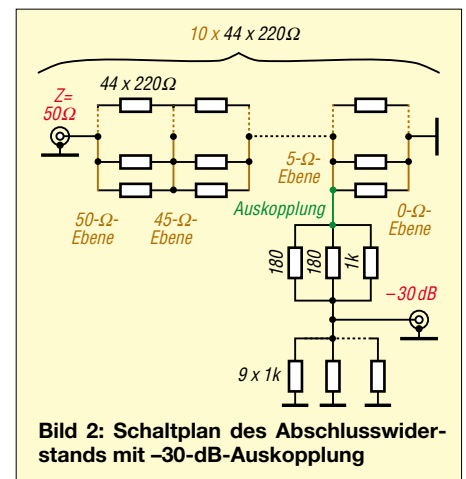 10 x 44 x 220Ω
44 x 220Ω
Z=
50Ω
5-Ω-
Ebene
50-Ω-
Ebene
45-Ω-
Ebene
Auskopplung
0-Ω-
Ebene
180
180
1k
–30 dB
9 x 1k
Bild 2: Schaltplan des Abschlusswider-
stands mit –30-dB-Auskopplung